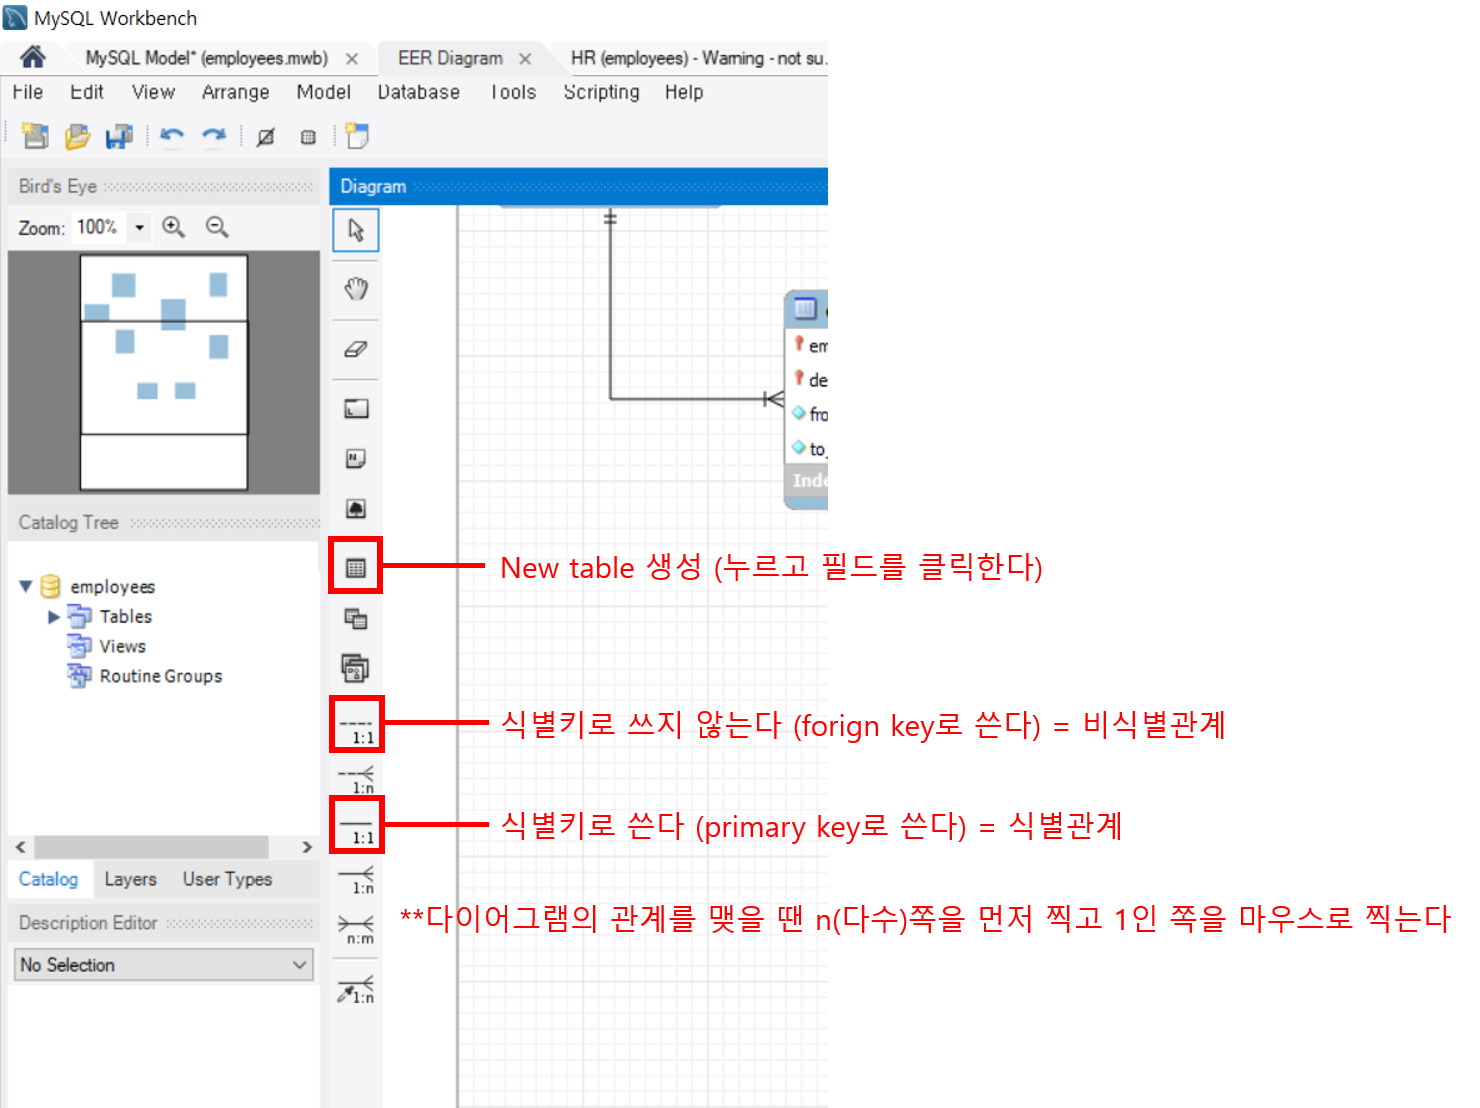 MySQL Workbench
MySQL Model* (employees.mwb)
EER Diagram
HR (employees) - Warning - not su..
File Edit View Arrange Model Database Tools Scripting Help
Bird's Eye
Diagram
Zoom: 100%
em
de
fro
to_
Inde
Catalog Tree
employees
Tables
Views
Routine Groups
L
N
New table 생성 (누르고 필드를 클릭한다)
1:1
식별키로 쓰지 않는다 (forign key로 쓴다) = 비식별관계
1:n
1:1
식별키로 쓴다 (primary key로 쓴다) = 식별관계
Catalog Layers User Types
1:n
Description Editor
n:m
**다이어그램의 관계를 맺을 땐 n(다수)쪽을 먼저 찍고 1인 쪽을 마우스로 찍는다
No Selection
1:n